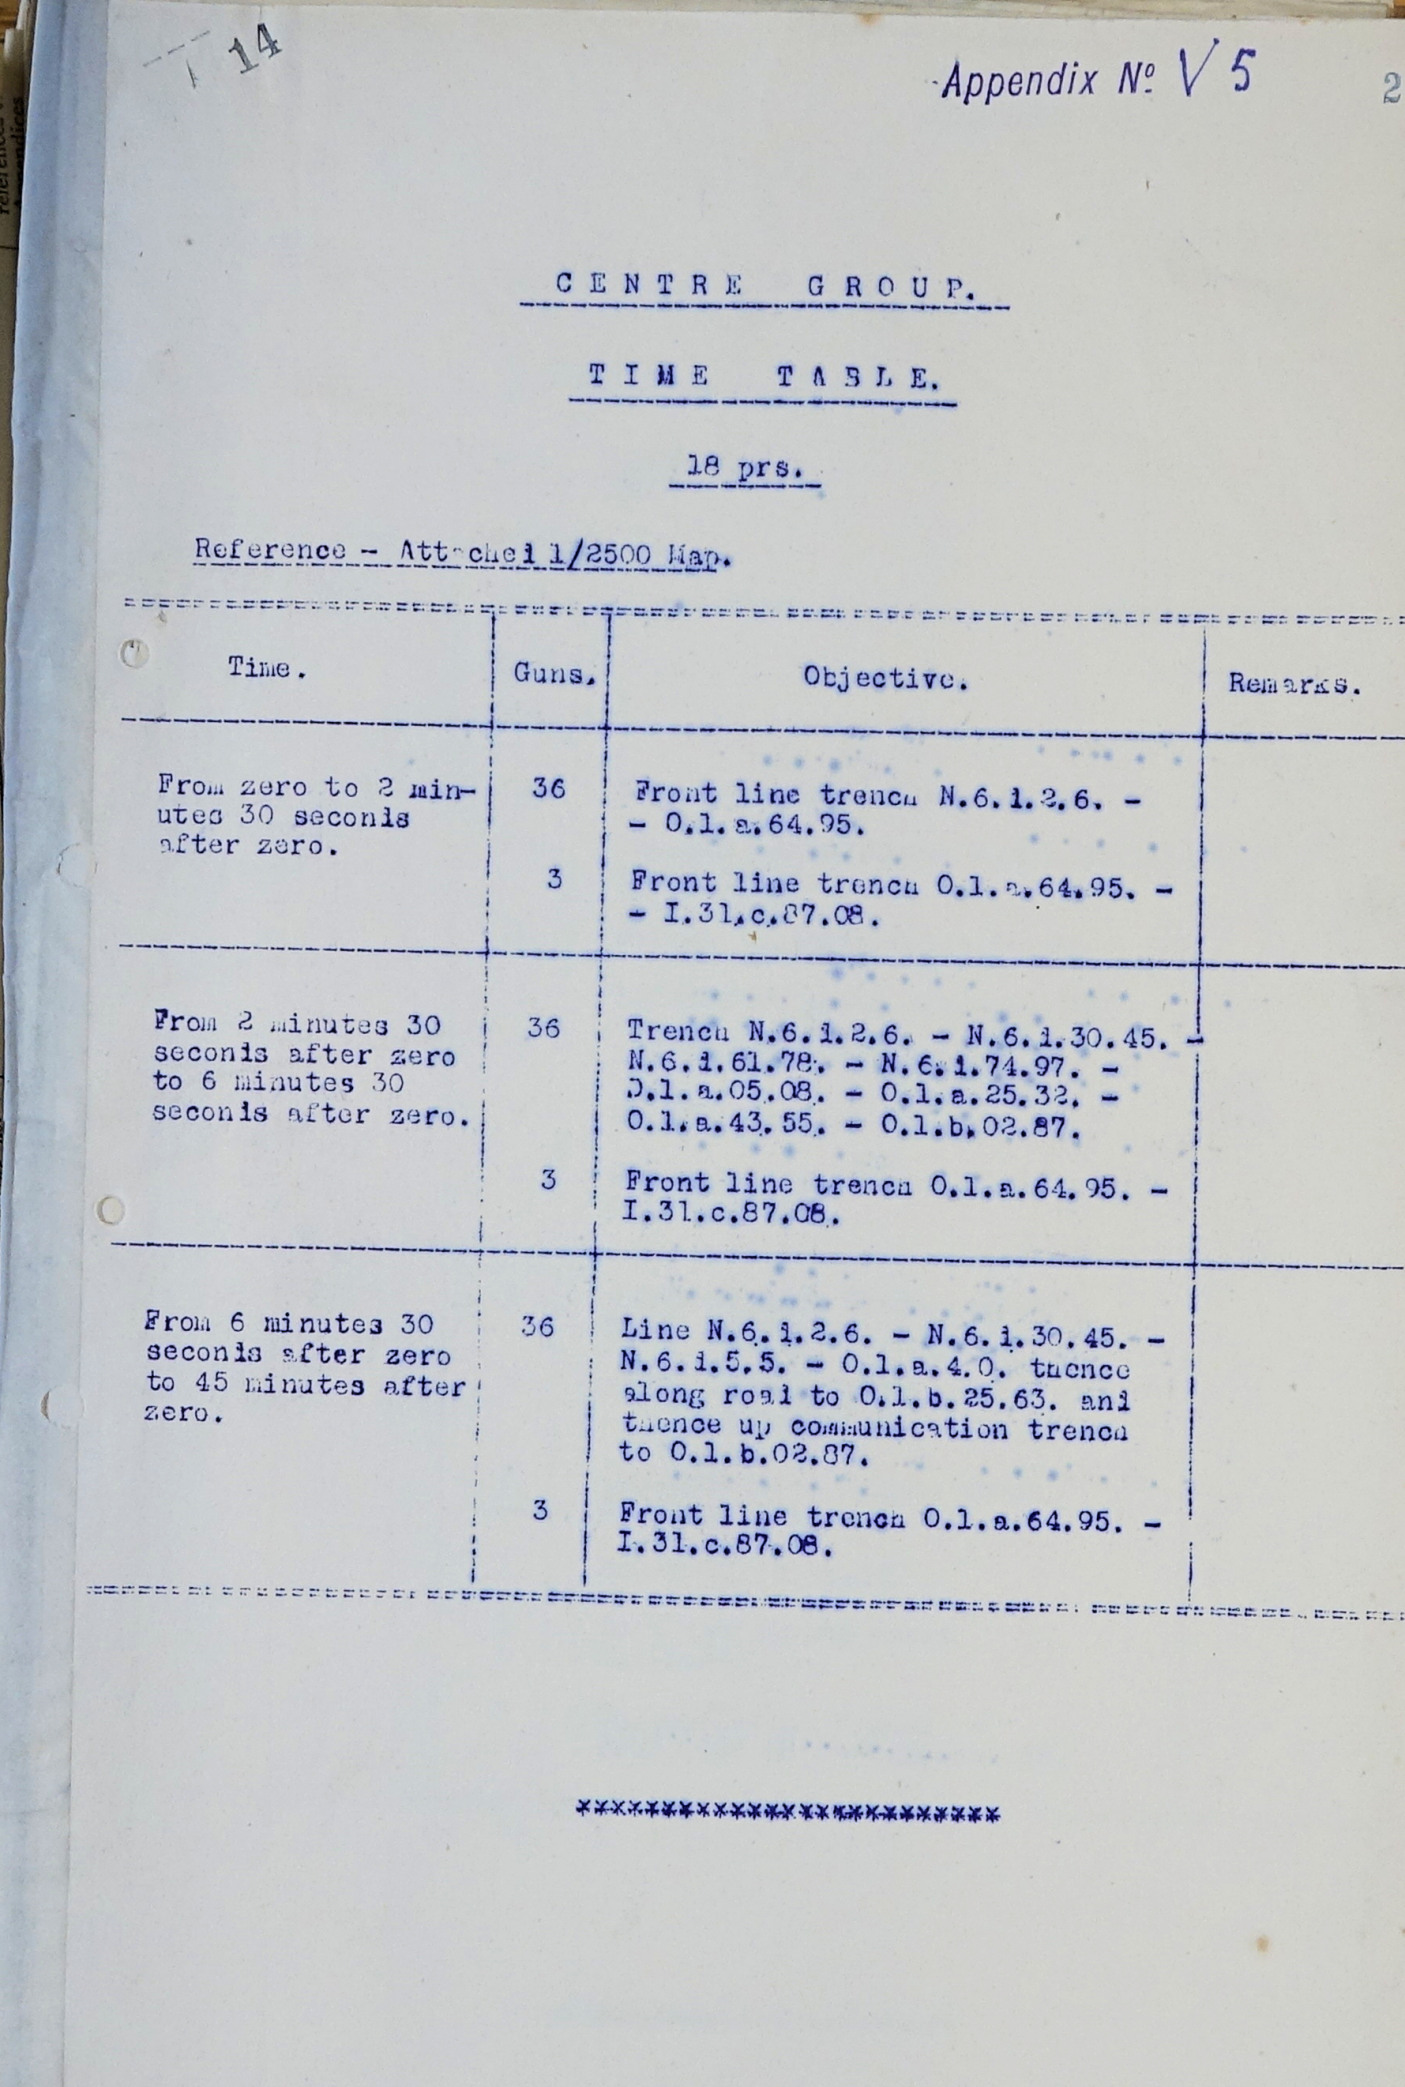 14
Appendix Nº V 5
2
CENTRE GROUP.
TIME TABLE.
18 prs.
Reference - Attached 1/2500 Map.
Time.
Guns.
Objective.
Remarks.
From zero to 2 min-
utes 30 seconds
after zero.
36
Front line trench N.6.d.2.6. -
- O.1.a.64.95.
3
Front line trench O.1.a.64.95. -
- I.31.c.87.08.
From 2 minutes 30
seconds after zero
to 6 minutes 30
seconds after zero.
36
Trench N.6.d.2.6. - N.6.d.30.45. -
N.6.d.61.78. - N.6.d.74.97. -
O.1.a.05.08. - O.1.a.25.32. -
O.1.a.43.55. - O.1.b.02.87.
3
Front line trench O.1.a.64.95. -
I.31.c.87.08.
From 6 minutes 30
seconds after zero
to 45 minutes after
zero.
36
Line N.6.d.2.6. - N.6.d.30.45. -
N.6.d.5.5. - O.1.a.4.0. thence
along road to O.1.b.25.63. and
thence up communication trench
to O.1.b.02.87.
3
Front line trench O.1.a.64.95. -
I.31.c.87.08.
*************************